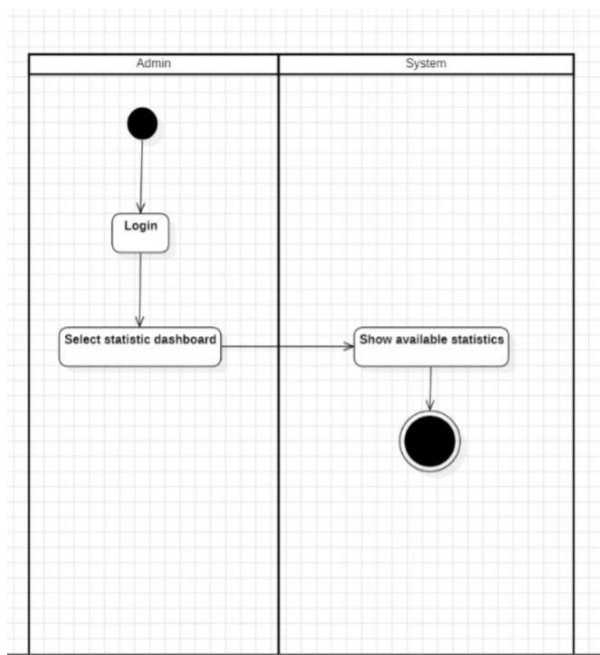 Admin
System
Login
Select statistic dashboard
Show available statistics